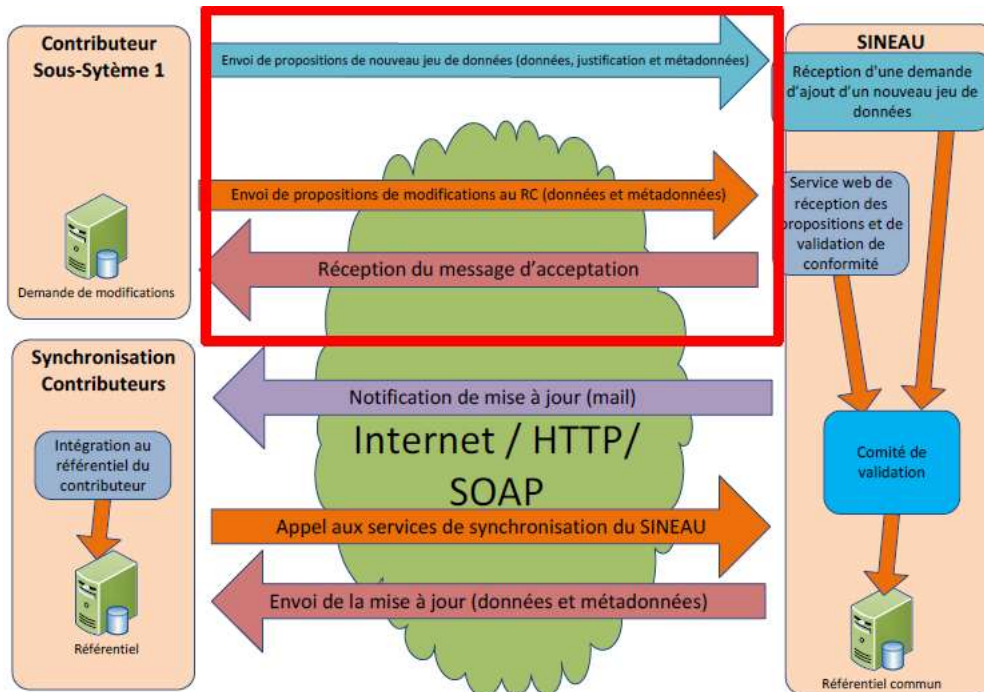 Contributeur
Sous-Sytème 1
Demande de modifications
Envoi de propositions de nouveau jeu de données (données, justification et métadonnées)
Envoi de propositions de modifications au RC (données et métadonnées)
Réception du message d'acceptation
SINEAU
Réception d'une demande
d'ajout d'un nouveau jeu de
données
Service web de
réception des
propositions et de
validation de
conformité
Synchronisation
Contributeurs
Intégration au
référentiel du
contributeur
Référentiel
Notification de mise à jour (mail)
Internet / HTTP/
SOAP
Appel aux services de synchronisation du SINEAU
Envoi de la mise à jour (données et métadonnées)
Comité de
validation
Référentiel commun